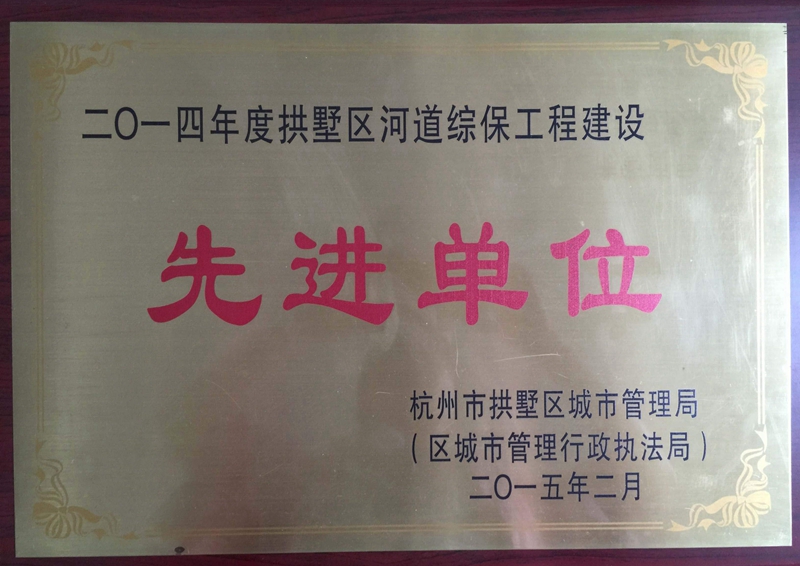 二〇一四年度拱墅区河道综保工程建设
先进单位
杭州市拱墅区城市管理局
（区城市管理行政执法局）
二〇一五年二月